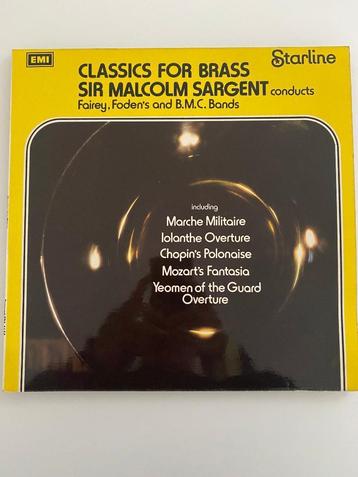 EMI
Starline
CLASSICS FOR BRASS
SIR MALCOLM SARGENT conducts
Fairey, Foden's and B.M.C. Bands
including
Marche Militaire
Iolanthe Overture
Chopin's Polonaise
Mozart's Fantasia
Yeomen of the Guard
Overture